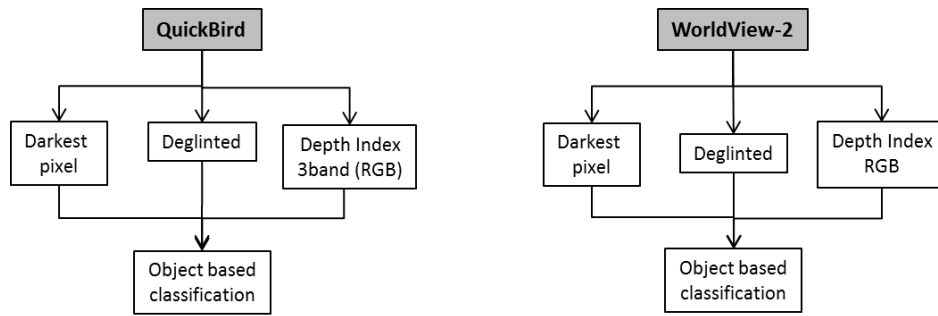 QuickBird
Darkest
pixel
Deglinted
Depth Index
3band (RGB)
Object based
classification
WorldView-2
Darkest
pixel
Deglinted
Depth Index
RGB
Object based
classification